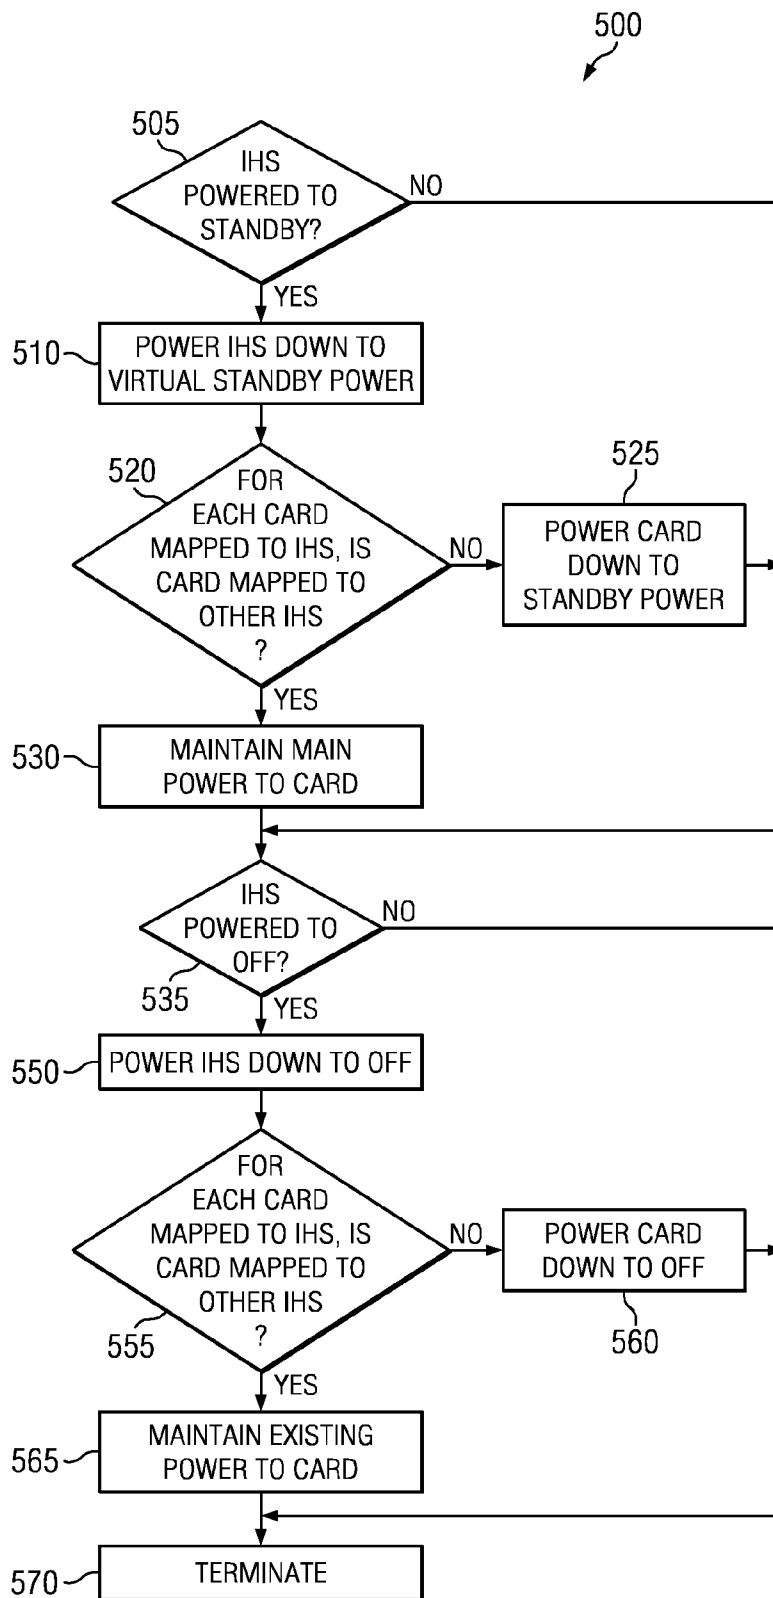 500
505
IHS
POWERED TO
STANDBY?
NO
YES
510
POWER IHS DOWN TO
VIRTUAL STANDBY POWER
520
FOR
EACH CARD
MAPPED TO IHS, IS
CARD MAPPED TO
OTHER IHS
?
NO
525
POWER CARD
DOWN TO
STANDBY POWER
YES
530
MAINTAIN MAIN
POWER TO CARD
IHS
POWERED TO
OFF?
NO
535
YES
550
POWER IHS DOWN TO OFF
FOR
EACH CARD
MAPPED TO IHS, IS
CARD MAPPED TO
OTHER IHS
?
555
NO
POWER CARD
DOWN TO OFF
560
YES
565
MAINTAIN EXISTING
POWER TO CARD
570
TERMINATE